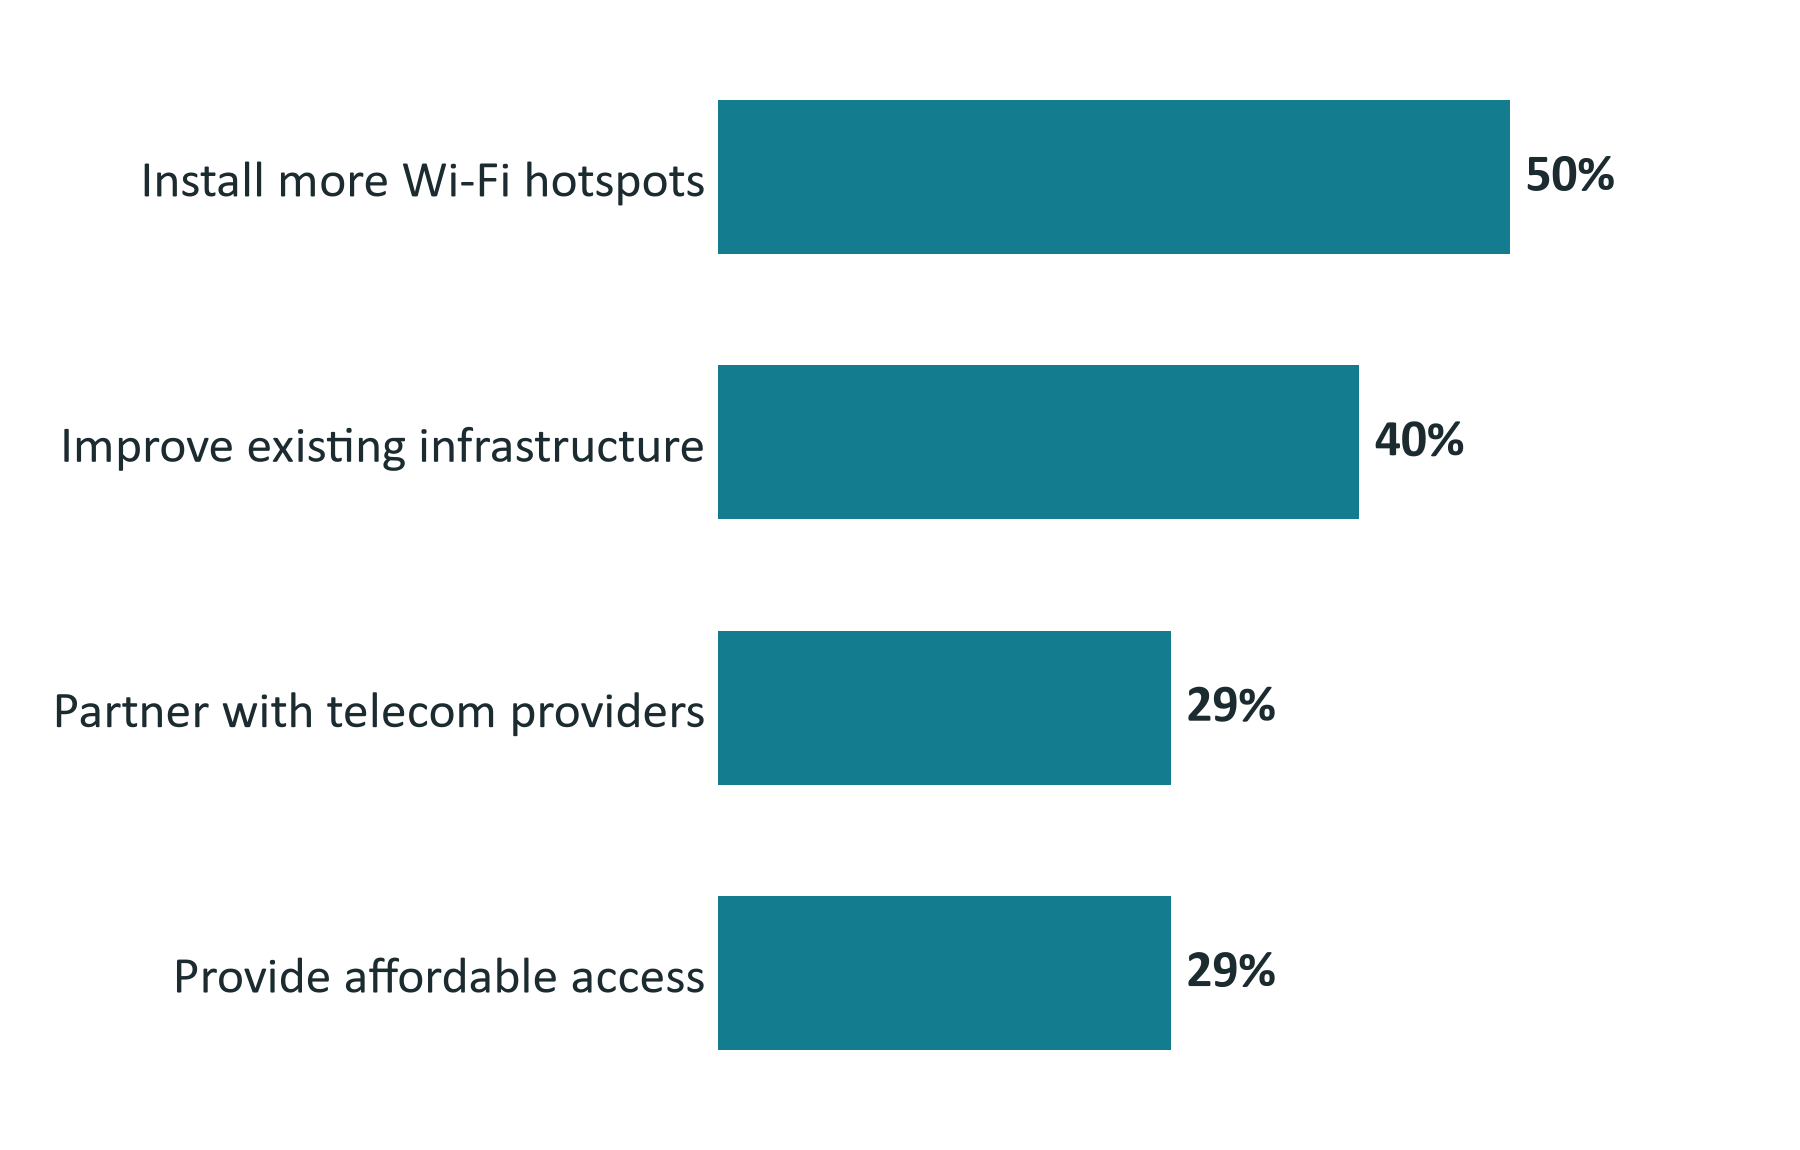 Install more Wi-Fi hotspots 50%
Improve existing infrastructure 40%
Partner with telecom providers 29%
Provide affordable access 29%